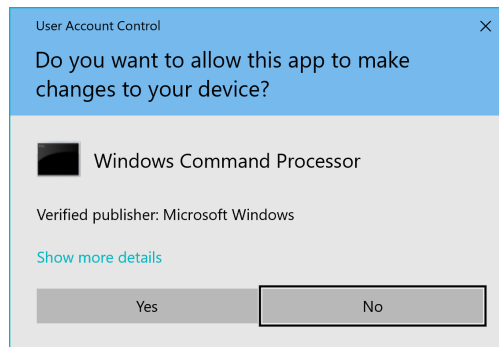 User Account Control
Do you want to allow this app to make
changes to your device?
Windows Command Processor
Verified publisher: Microsoft Windows
Show more details
Yes
No